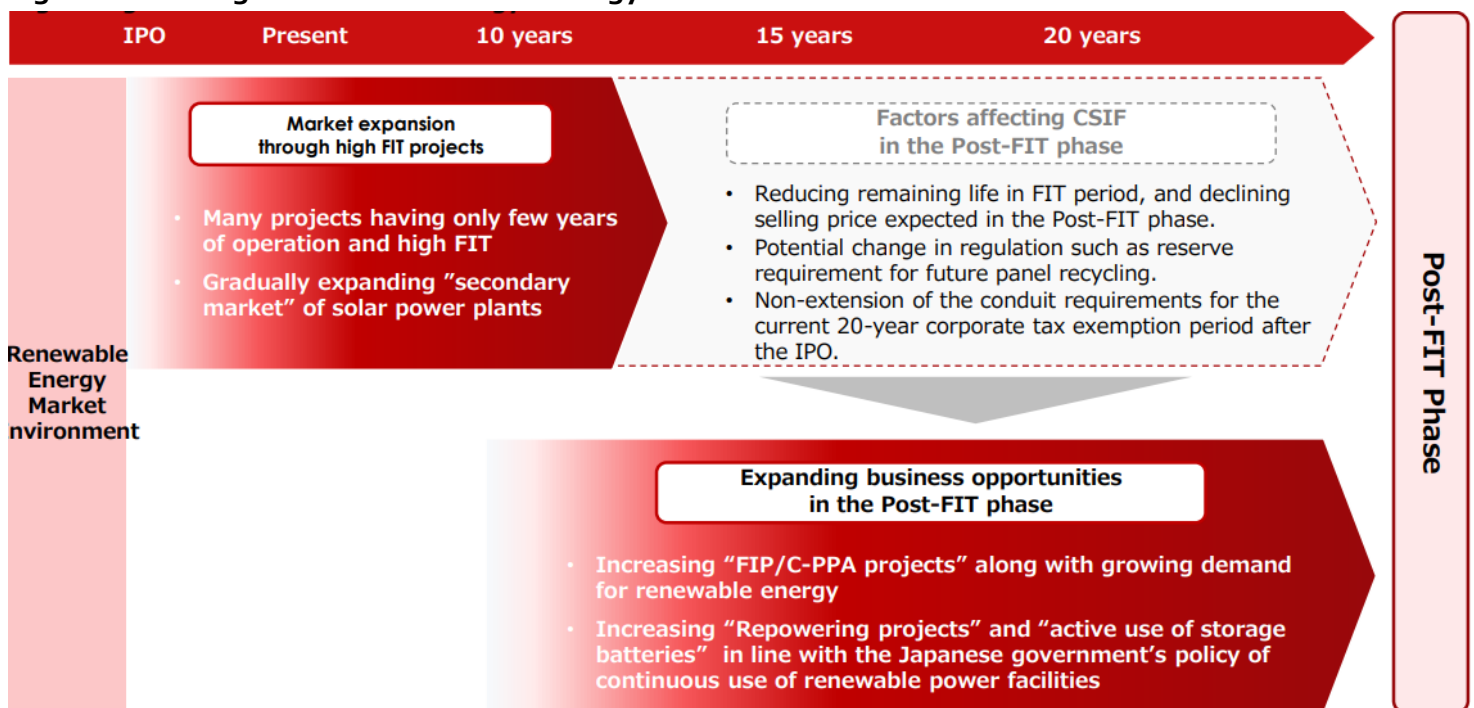 IPO Present 10 years 15 years 20 years
Market expansion
through high FIT projects
• Many projects having only few years
of operation and high FIT
• Gradually expanding ”secondary
market” of solar power plants
Factors affecting CSIF
in the Post-FIT phase
• Reducing remaining life in FIT period, and declining
selling price expected in the Post-FIT phase.
• Potential change in regulation such as reserve
requirement for future panel recycling.
• Non-extension of the conduit requirements for the
current 20-year corporate tax exemption period after
the IPO.
Renewable
Energy
Market
nvironment
Expanding business opportunities
in the Post-FIT phase
• Increasing “FIP/C-PPA projects” along with growing demand
for renewable energy
• Increasing “Repowering projects” and “active use of storage
batteries” in line with the Japanese government’s policy of
continuous use of renewable power facilities
Post-FIT Phase